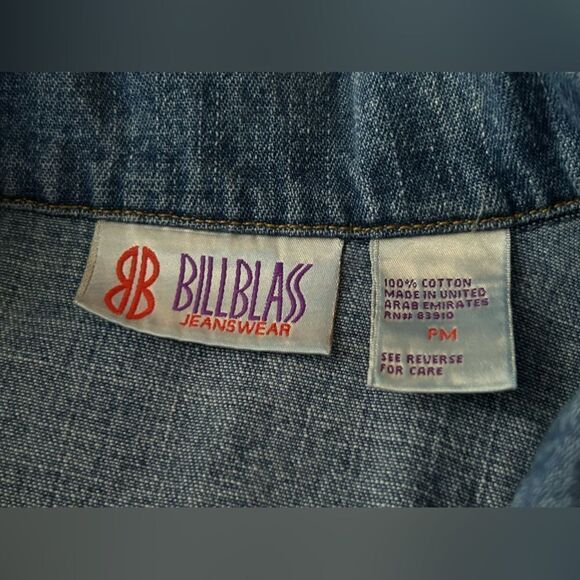 BB BILLBLASS
JEANSWEAR
100% COTTON
MADE IN UNITED
ARAB EMIRATES
RN# 83910
PM
SEE REVERSE
FOR CARE